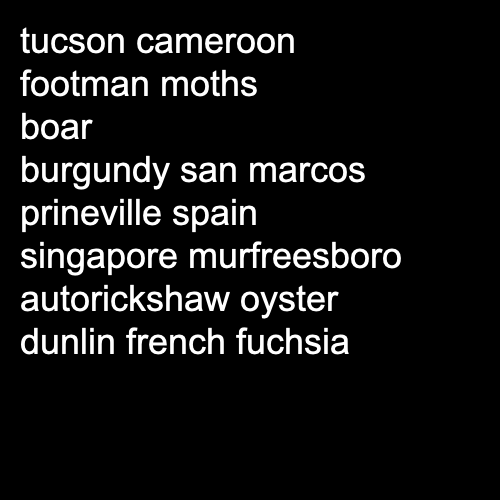 tucson cameroon
footman moths
boar
burgundy san marcos
prineville spain
singapore murfreesboro
autorickshaw oyster
dunlin french fuchsia